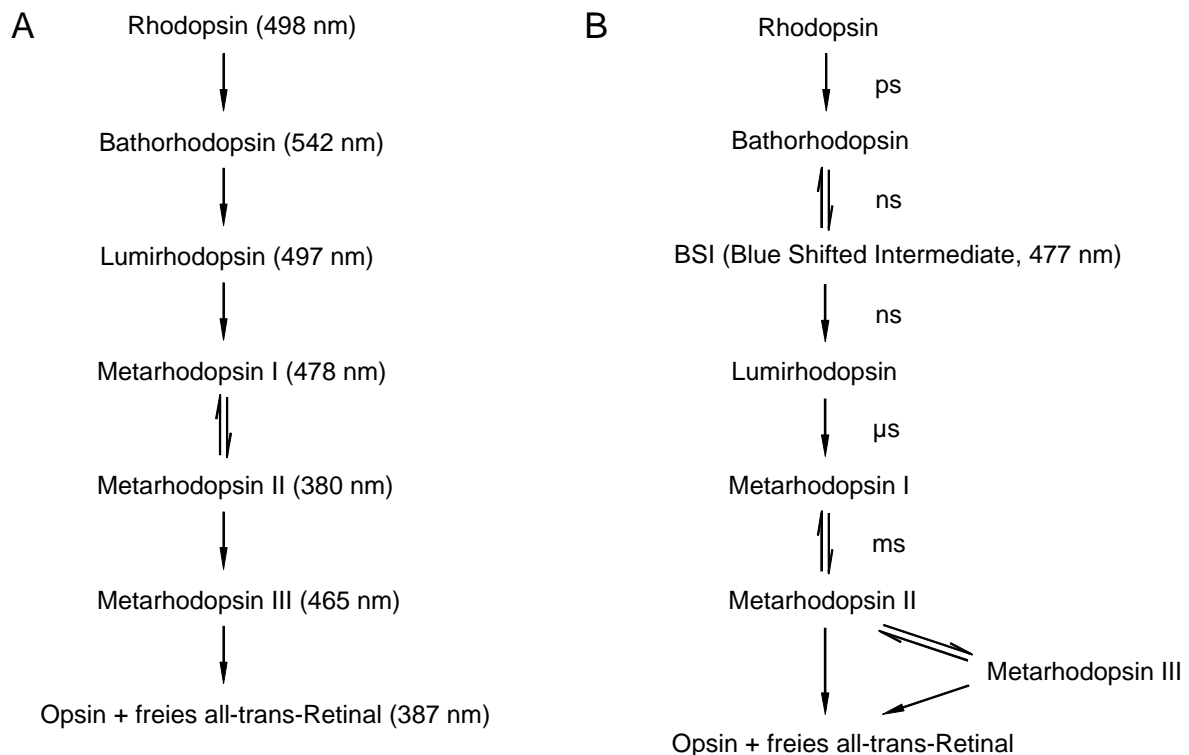 A
Rhodopsin (498 nm)
Bathorhodopsin (542 nm)
Lumirhodopsin (497 nm)
Metarhodopsin I (478 nm)
Metarhodopsin II (380 nm)
Metarhodopsin III (465 nm)
Opsin + freies all-trans-Retinal (387 nm)
B
Rhodopsin
ps
Bathorhodopsin
ns
BSI (Blue Shifted Intermediate, 477 nm)
ns
Lumirhodopsin
µs
Metarhodopsin I
ms
Metarhodopsin II
Metarhodopsin III
Opsin + freies all-trans-Retinal